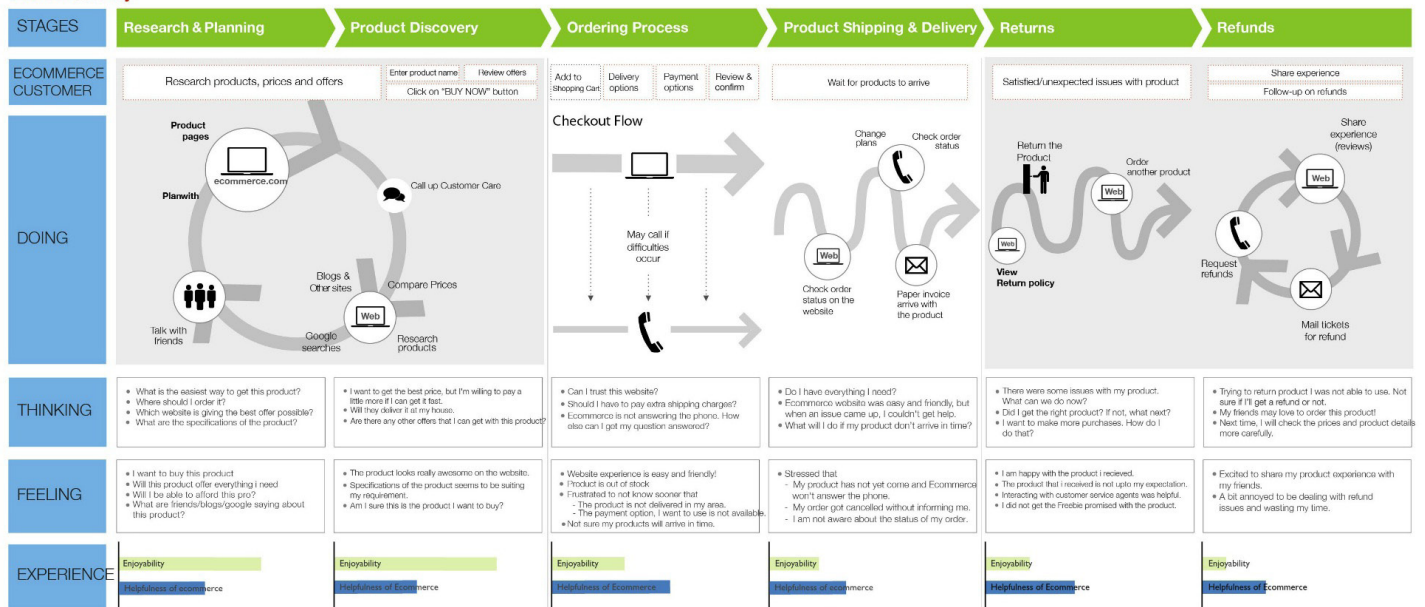 STAGES
Research & Planning
Product Discovery
Ordering Process
Product Shipping & Delivery
Returns
Refunds
ECOMMERCE
CUSTOMER
Research products, prices and offers
Enter product name
Review offers
Click on "BUY NOW" button
Add to
Shopping Cart
Delivery
options
Payment
options
Review &
confirm
Wait for products to arrive
Satisfied/unexpected issues with product
Share experience
Follow-up on refunds
DOING
Product
pages
ecommerce.com
Planwith
Call up Customer Care
Talk with
friends
Blogs &
Other sites
Compare Prices
Web
Google
searches
Research
products
Checkout Flow
May call if
difficulties
occur
Change
plans
Check order
status
Web
Check order
status on the
website
Paper invoice
arrive with
the product
Return the
Product
Order
another product
Web
Web
View
Return policy
Share
experience
(reviews)
Web
Request
refunds
Mail tickets
for refund
THINKING
• What is the easiest way to get this product?
• Where should I order it?
• Which website is giving the best offer possible?
• What are the specifications of the product?
• I want to get the best price, but I'm willing to pay a
little more if I can get it fast.
• Will they deliver it at my house.
• Are there any other offers that I can get with this product?
• Can I trust this website?
• Should I have to pay extra shipping charges?
• Ecommerce is not answering the phone. How
else can I got my question answered?
• Do I have everything I need?
• Ecommerce website was easy and friendly, but
when an issue came up, I couldn't get help.
• What will I do if my product don't arrive in time?
• There were some issues with my product.
What can we do now?
• Did I get the right product? If not, what next?
• I want to make more purchases. How do I
do that?
• Trying to return product I was not able to use. Not
sure if I'll get a refund or not.
• My friends may love to order this product!
• Next time, I will check the prices and product details
more carefully.
FEELING
• I want to buy this product
• Will this product offer everything i need
• Will I be able to afford this pro?
• What are friends/blogs/google saying about
this product?
• The product looks really awesome on the website.
• Specifications of the product seems to be suiting
my requirement.
• Am I sure this is the product I want to buy?
• Website experience is easy and friendly!
• Product is out of stock
• Frustrated to not know sooner that
- The product is not delivered in my area.
- The payment option, I want to use is not available.
• Not sure my products will arrive in time.
• Stressed that
- My product has not yet come and Ecommerce
won't answer the phone.
- My order got cancelled without informing me.
- I am not aware about the status of my order.
• I am happy with the product i recieved.
• The product that i received is not upto my expectation.
• Interacting with customer service agents was helpful.
• I did not get the Freebie promised with the product.
• Excited to share my product experience with
my friends.
• A bit annoyed to be dealing with refund
issues and wasting my time.
EXPERIENCE
Enjoyability
Helpfulness of ecommerce
Enjoyability
Helpfulness of Ecommerce
Enjoyability
Helpfulness of Ecommerce
Enjoyability
Helpfulness of ecommerce
Enjoyability
Helpfulness of Ecommerce
Enjoyability
Helpfulness of Ecommerce